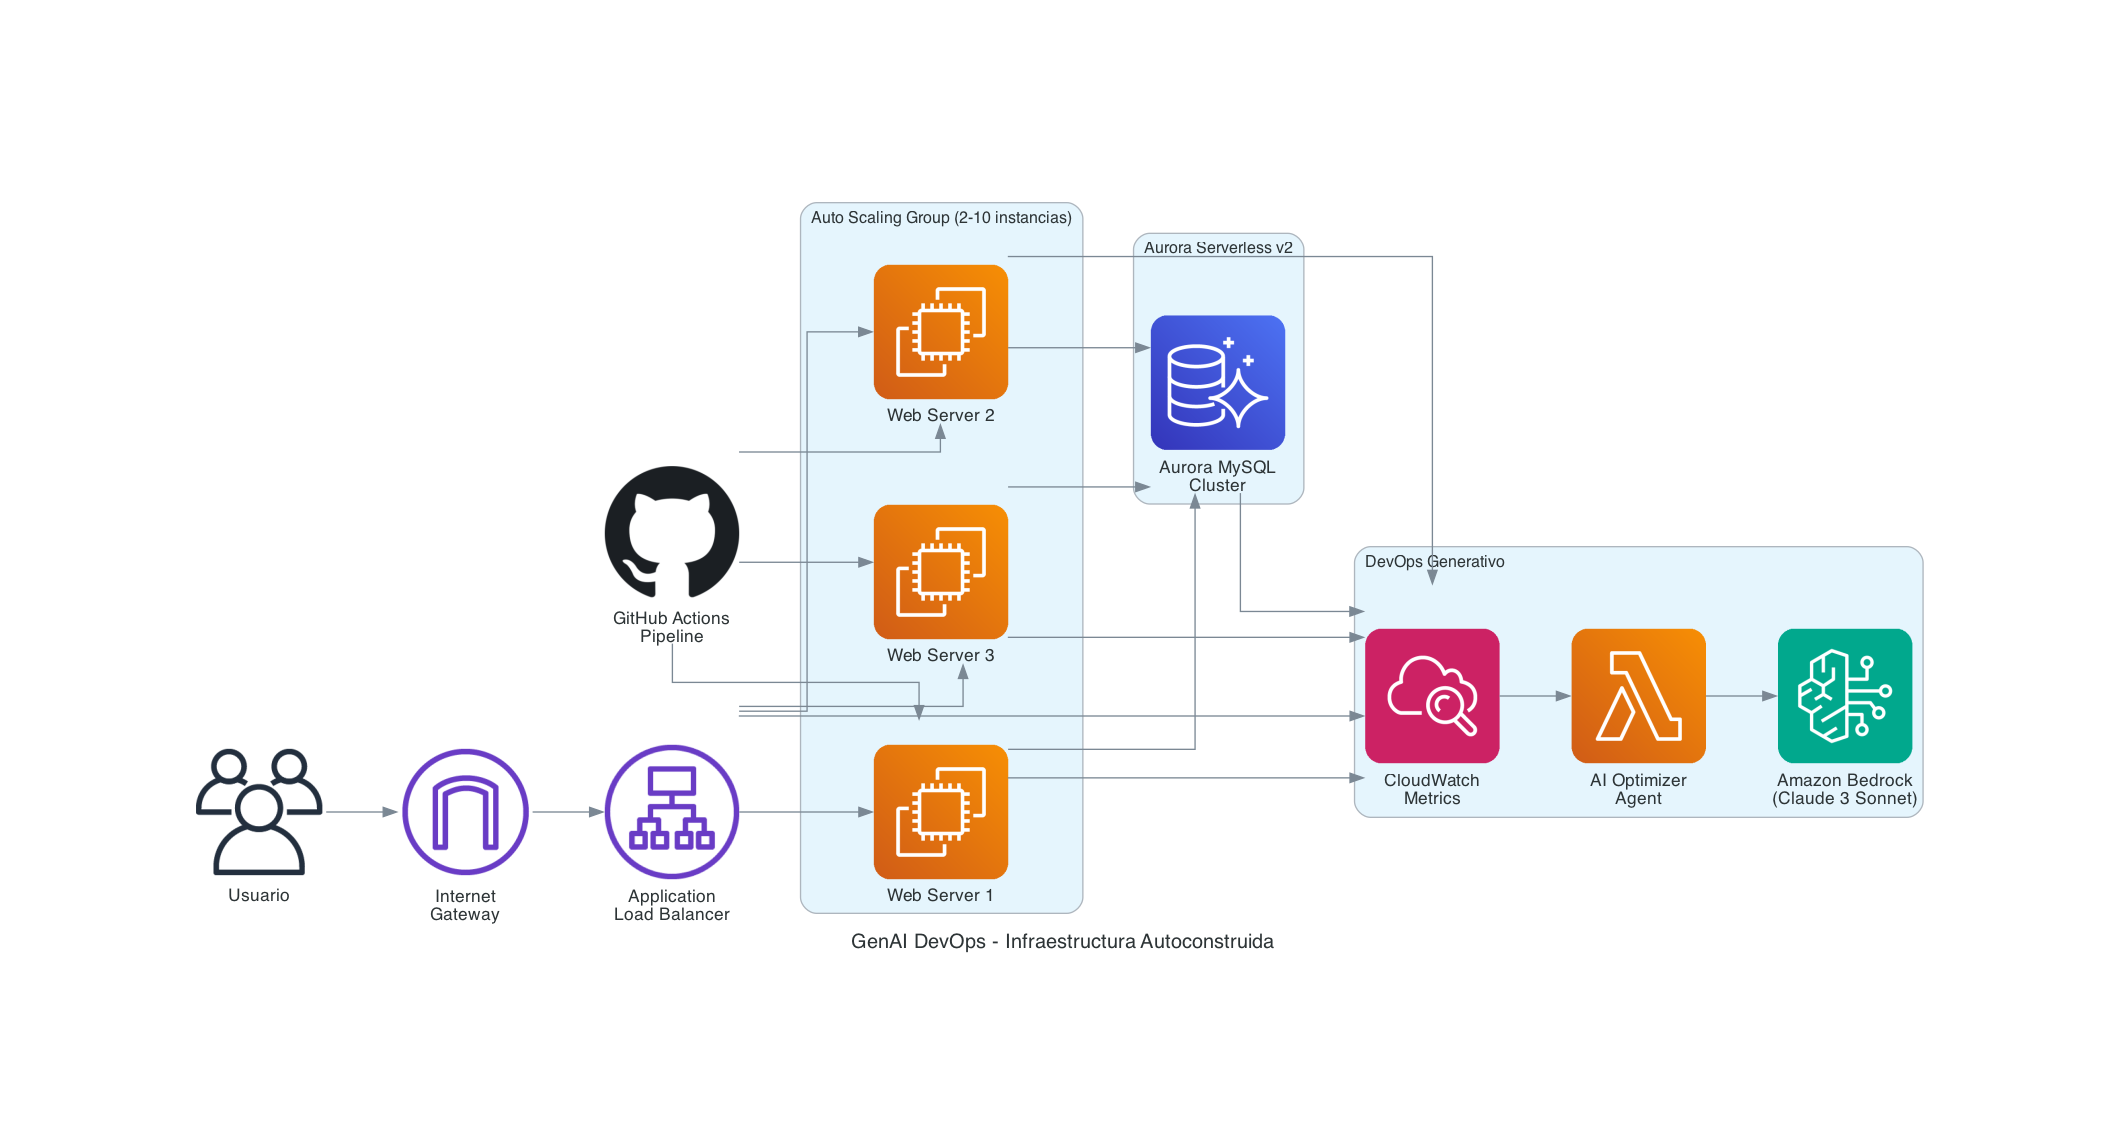 Auto Scaling Group (2-10 instancias)
Web Server 2
Web Server 3
Web Server 1
Aurora Serverless v2
Aurora MySQL
Cluster
GitHub Actions
Pipeline
DevOps Generativo
CloudWatch
Metrics
AI Optimizer
Agent
Amazon Bedrock
(Claude 3 Sonnet)
Usuario
Internet
Gateway
Application
Load Balancer
GenAI DevOps - Infraestructura Autoconstruida